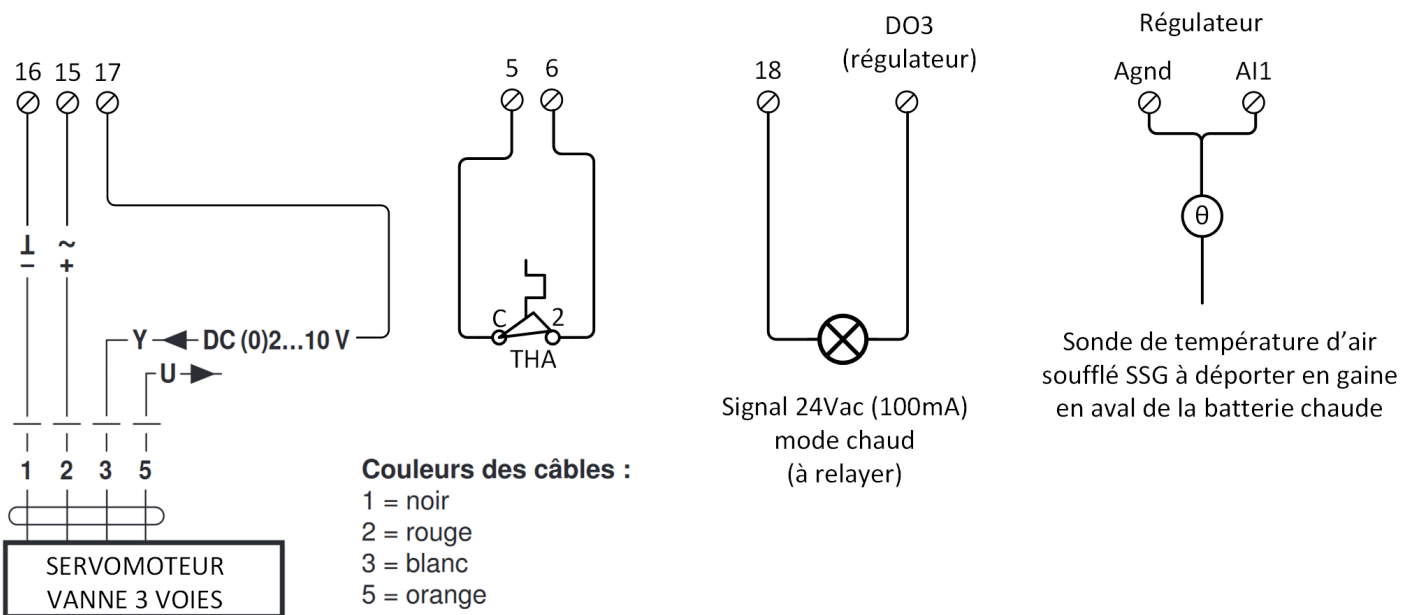 16 15 17
5 6
18
DO3
(régulateur)
Régulateur
Agnd AI1
⊥ ~
– +
Y DC (0)2...10 V
U
C 2
THA
θ
Signal 24Vac (100mA)
mode chaud
(à relayer)
Sonde de température d’air
soufflé SSG à déporter en gaine
en aval de la batterie chaude
1 2 3 5
SERVOMOTEUR
VANNE 3 VOIES
Couleurs des câbles :
1 = noir
2 = rouge
3 = blanc
5 = orange